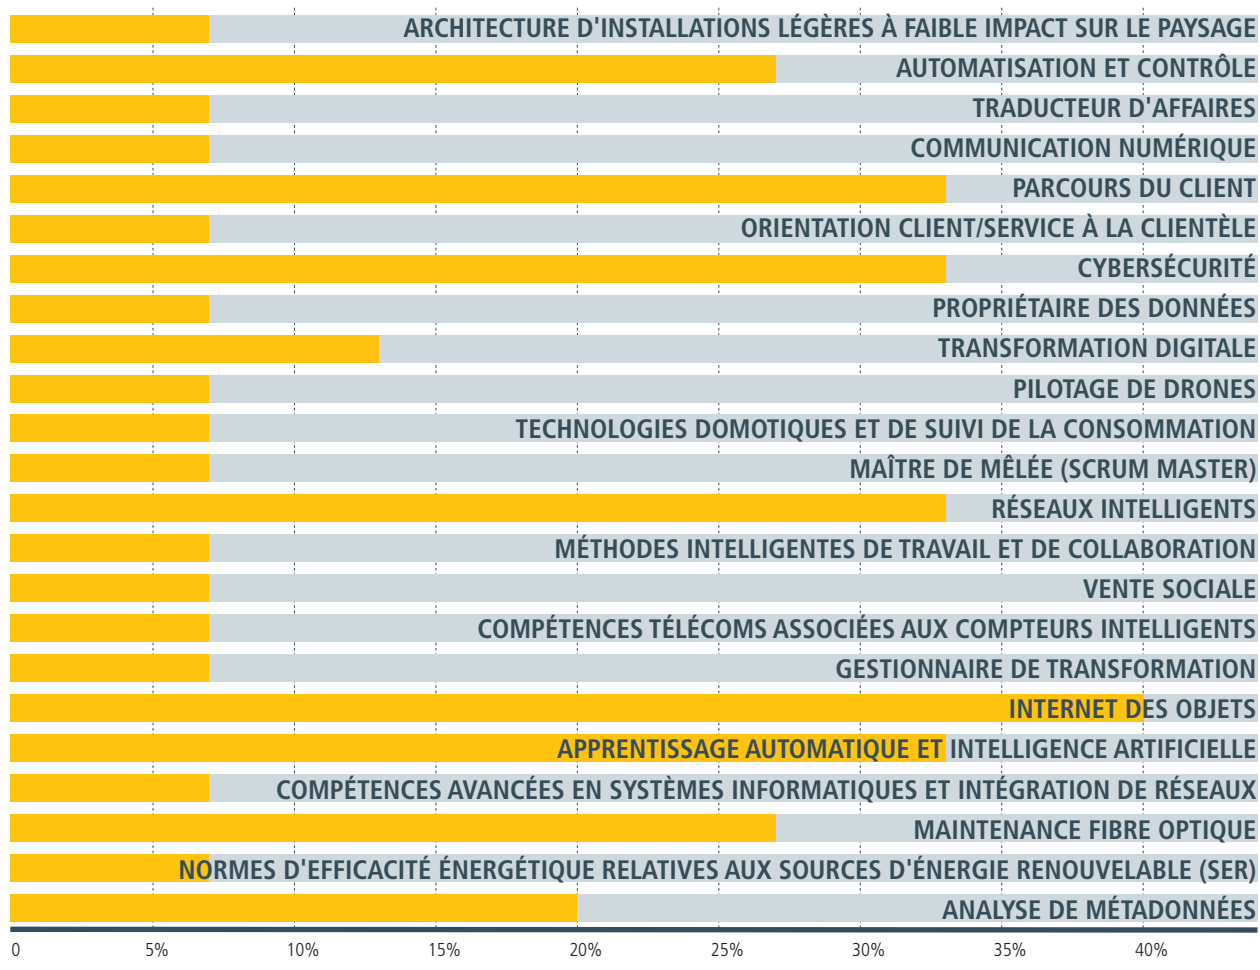 ARCHITECTURE D'INSTALLATIONS LÉGÈRES À FAIBLE IMPACT SUR LE PAYSAGE
AUTOMATISATION ET CONTRÔLE
TRADUCTEUR D'AFFAIRES
COMMUNICATION NUMÉRIQUE
PARCOURS DU CLIENT
ORIENTATION CLIENT/SERVICE À LA CLIENTÈLE
CYBERSÉCURITÉ
PROPRIÉTAIRE DES DONNÉES
TRANSFORMATION DIGITALE
PILOTAGE DE DRONES
TECHNOLOGIES DOMOTIQUES ET DE SUIVI DE LA CONSOMMATION
MAÎTRE DE MÊLÉE (SCRUM MASTER)
RÉSEAUX INTELLIGENTS
MÉTHODES INTELLIGENTES DE TRAVAIL ET DE COLLABORATION
VENTE SOCIALE
COMPÉTENCES TÉLÉCOMS ASSOCIÉES AUX COMPTEURS INTELLIGENTS
GESTIONNAIRE DE TRANSFORMATION
INTERNET DES OBJETS
APPRENTISSAGE AUTOMATIQUE ET INTELLIGENCE ARTIFICIELLE
COMPÉTENCES AVANCÉES EN SYSTÈMES INFORMATIQUES ET INTÉGRATION DE RÉSEAUX
MAINTENANCE FIBRE OPTIQUE
NORMES D'EFFICACITÉ ÉNERGÉTIQUE RELATIVES AUX SOURCES D'ÉNERGIE RENOUVELABLE (SER)
ANALYSE DE MÉTADONNÉES
0 5% 10% 15% 20% 25% 30% 35% 40%